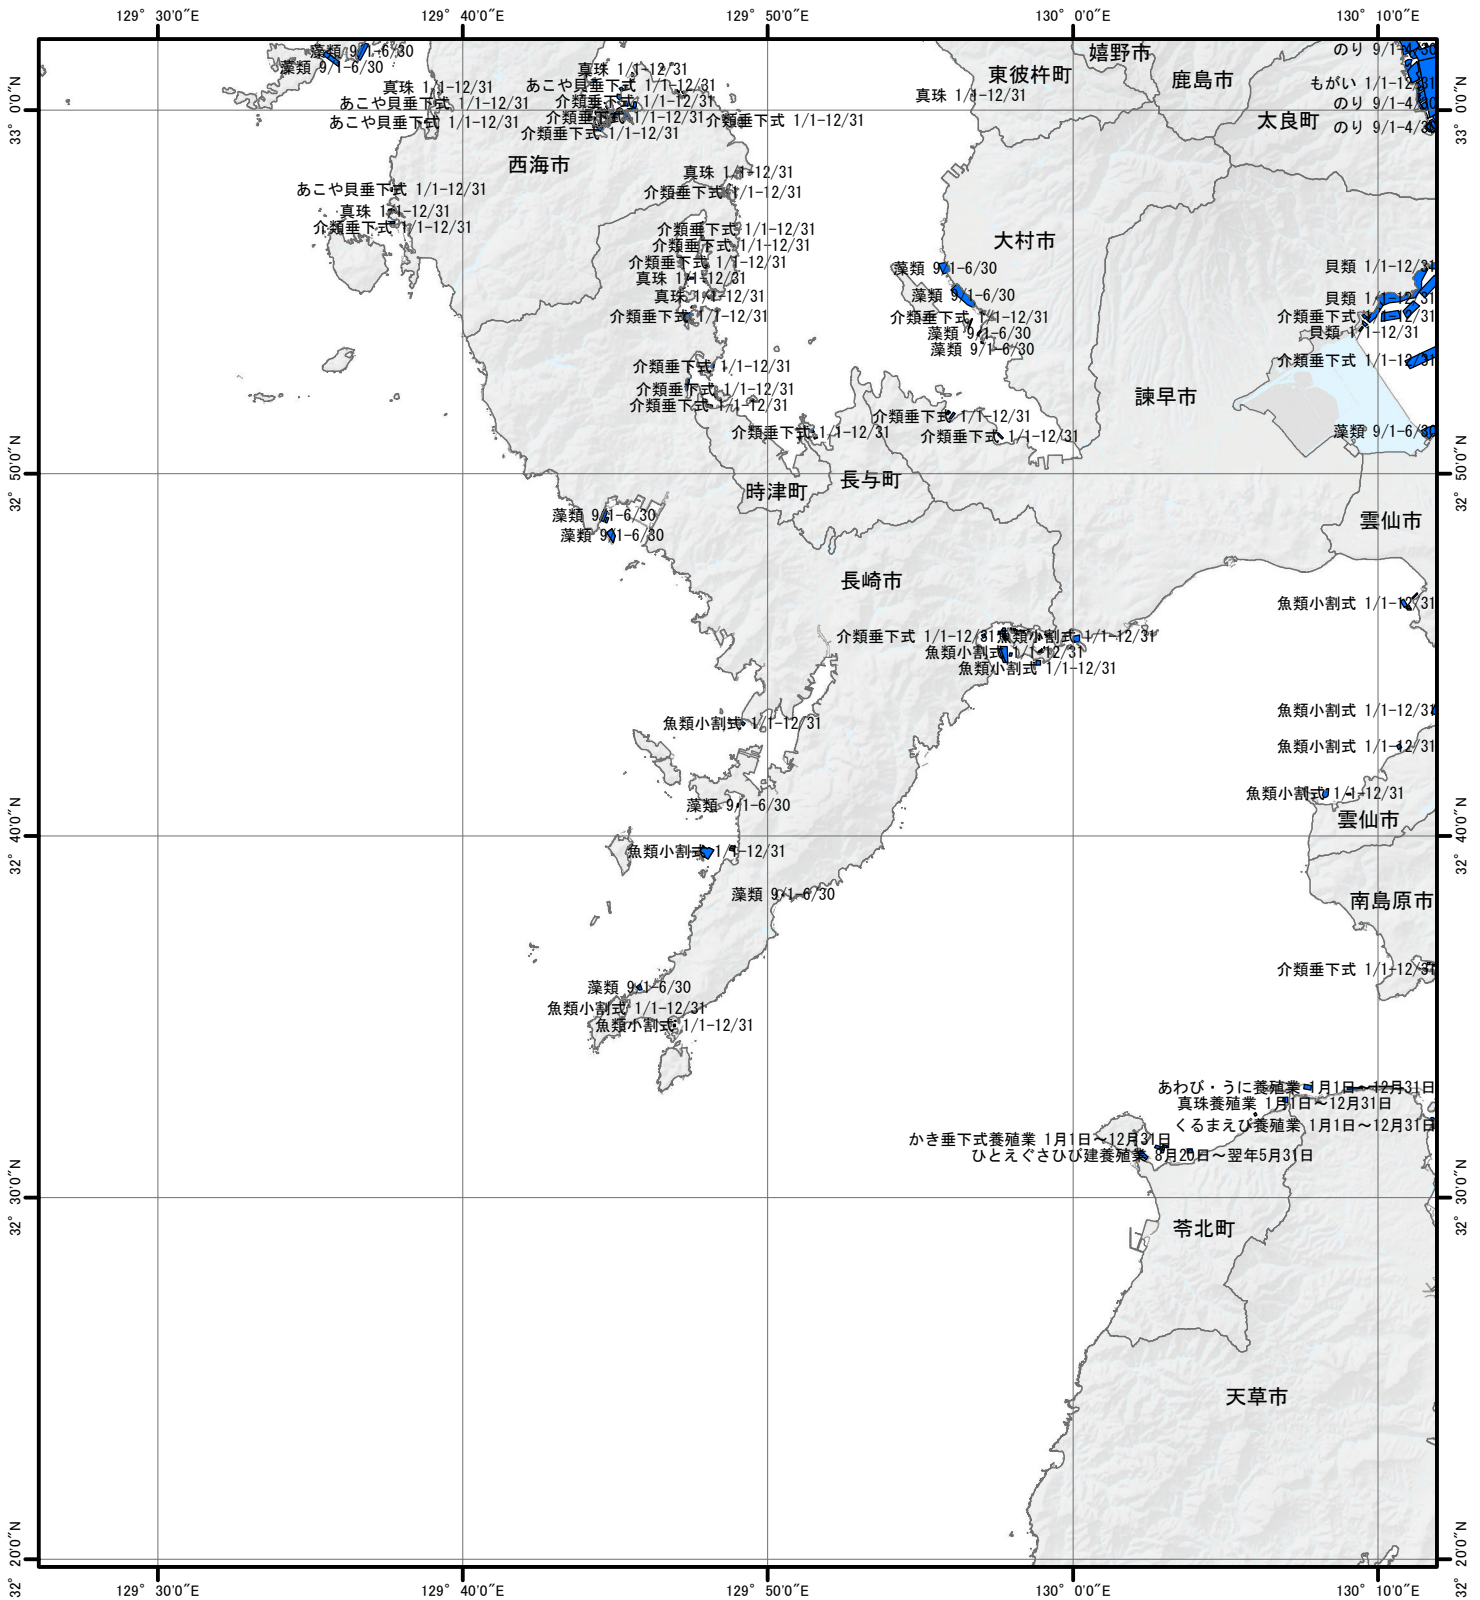 129° 30′0″E
129° 40′0″E
129° 50′0″E
130° 0′0″E
130° 10′0″E
藻類 9/1-6/30
藻類 9/1-6/30
真珠 1/1-12/31
あこや貝垂下式 1/1-12/31
あこや貝垂下式 1/1-12/31
真珠 1/1-12/31
あこや貝垂下式 1/1-12/31
介類垂下式 1/1-12/31
介類垂下式 1/1-12/31
介類垂下式 1/1-12/31
介類垂下式 1/1-12/31
東彼杵町
嬉野市
鹿島市
太良町
真珠 1/1-12/31
のり 9/1-4/30
もがい 1/1-12/31
のり 9/1-4/30
のり 9/1-4/30
33° 0′0″N
33° 0′0″N
西海市
真珠 1/1-12/31
介類垂下式 1/1-12/31
あこや貝垂下式 1/1-12/31
真珠 1/1-12/31
介類垂下式 1/1-12/31
介類垂下式 1/1-12/31
介類垂下式 1/1-12/31
介類垂下式 1/1-12/31
真珠 1/1-12/31
真珠 1/1-12/31
介類垂下式 1/1-12/31
大村市
藻類 9/1-6/30
藻類 9/1-6/30
介類垂下式 1/1-12/31
藻類 9/1-6/30
藻類 9/1-6/30
貝類 1/1-12/31
貝類 1/1-12/31
介類垂下式 1/1-12/31
貝類 1/1-12/31
介類垂下式 1/1-12/31
介類垂下式 1/1-12/31
介類垂下式 1/1-12/31
介類垂下式 1/1-12/31
諫早市
介類垂下式 1/1-12/31
介類垂下式 1/1-12/31
介類垂下式 1/1-12/31
藻類 9/1-6/30
32° 50′0″N
32° 50′0″N
時津町
長与町
藻類 9/1-6/30
藻類 9/1-6/30
雲仙市
長崎市
魚類小割式 1/1-12/31
介類垂下式 1/1-12/31
魚類小割式 1/1-12/31
魚類小割式 1/1-12/31
魚類小割式 1/1-12/31
魚類小割式 1/1-12/31
魚類小割式 1/1-12/31
魚類小割式 1/1-12/31
魚類小割式 1/1-12/31
藻類 9/1-6/30
雲仙市
32° 40′0″N
32° 40′0″N
魚類小割式 1/1-12/31
藻類 9/1-6/30
南島原市
介類垂下式 1/1-12/31
藻類 9/1-6/30
魚類小割式 1/1-12/31
魚類小割式 1/1-12/31
あわび・うに養殖業 1月1日～12月31日
真珠養殖業 1月1日～12月31日
くるまえび養殖業 1月1日～12月31日
かき垂下式養殖業 1月1日～12月31日
ひとえぐさひび建養殖業 8月20日～翌年5月31日
32° 30′0″N
32° 30′0″N
苓北町
天草市
32° 20′0″N
32° 20′0″N
129° 30′0″E
129° 40′0″E
129° 50′0″E
130° 0′0″E
130° 10′0″E